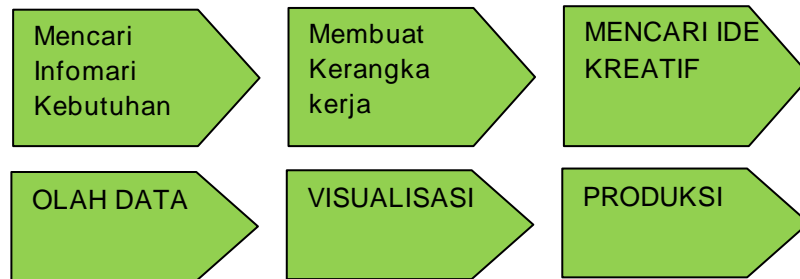 Mencari
Infomari
Kebutuhan
Membuat
Kerangka
kerja
MENCARI IDE
KREATIF
OLAH DATA
VISUALISASI
PRODUKSI